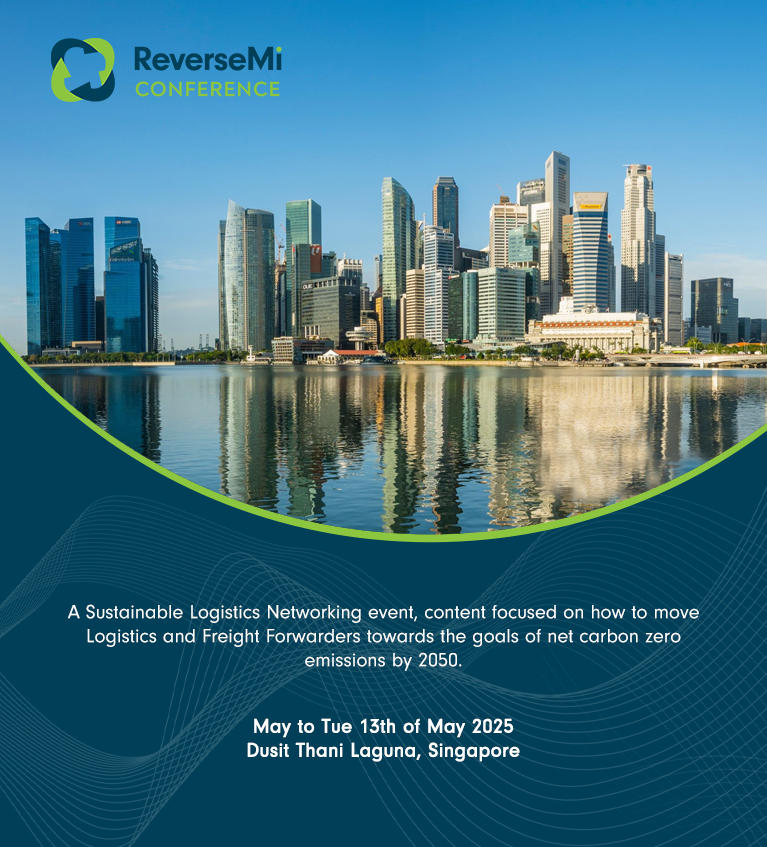 ReverseMi
CONFERENCE
A Sustainable Logistics Networking event, content focused on how to move
Logistics and Freight Forwarders towards the goals of net carbon zero
emissions by 2050.
May to Tue 13th of May 2025
Dusit Thani Laguna, Singapore